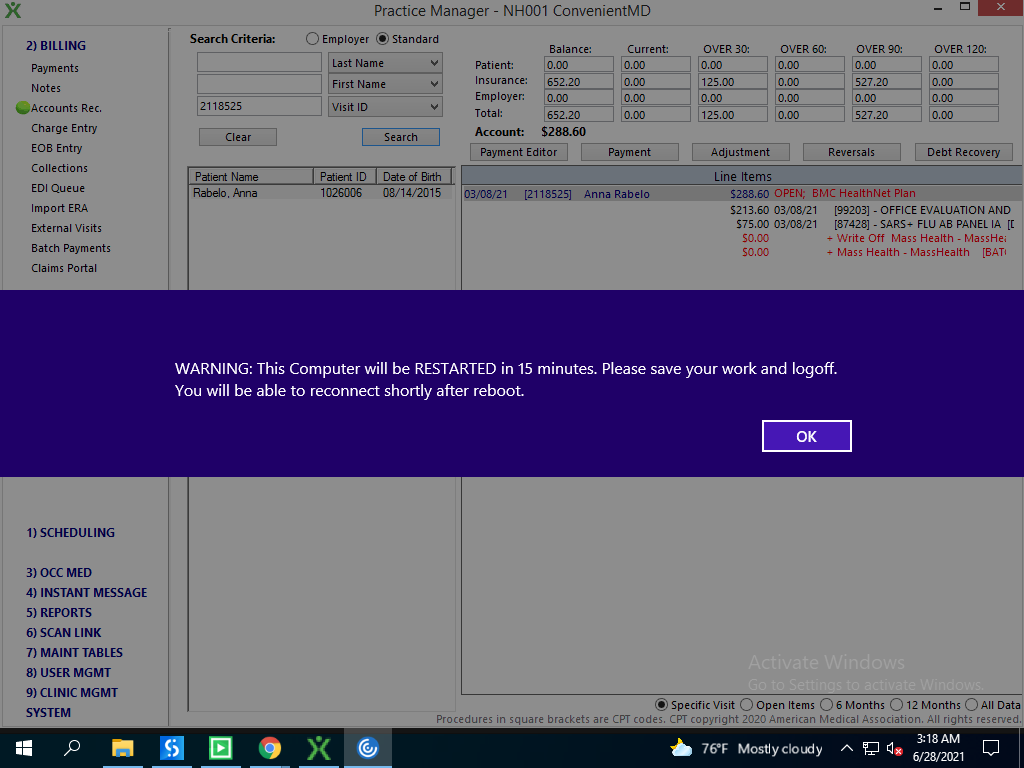 Practice Manager - NH001 ConvenientMD
2) BILLING
Payments
Notes
Accounts Rec.
Charge Entry
EOB Entry
Collections
EDI Queue
Import ERA
External Visits
Batch Payments
Claims Portal
Search Criteria: Employer Standard
Last Name
First Name
2118525 Visit ID
Clear Search
Balance: Current: OVER 30: OVER 60: OVER 90: OVER 120:
Patient: 0.00 0.00 0.00 0.00 0.00 0.00
Insurance: 652.20 0.00 125.00 0.00 527.20 0.00
Employer: 0.00 0.00 0.00 0.00 0.00 0.00
Total: 652.20 0.00 125.00 0.00 527.20 0.00
Account: $288.60
Payment Editor Payment Adjustment Reversals Debt Recovery
Patient Name Patient ID Date of Birth
Rabelo, Anna 1026006 08/14/2015
Line Items
03/08/21 [2118525] Anna Rabelo $288.60 OPEN; BMC HealthNet Plan
$213.60 03/08/21 [99203] - OFFICE EVALUATION AND
$75.00 03/08/21 [87428] - SARS+ FLU AB PANEL IA [D
$0.00 + Write Off Mass Health - MassHea
$0.00 + Mass Health - MassHealth [BAT
WARNING: This Computer will be RESTARTED in 15 minutes. Please save your work and logoff.
You will be able to reconnect shortly after reboot.
OK
1) SCHEDULING
3) OCC MED
4) INSTANT MESSAGE
5) REPORTS
6) SCAN LINK
7) MAINT TABLES
8) USER MGMT
9) CLINIC MGMT
SYSTEM
Activate Windows
Go to Settings to activate Windows.
Specific Visit Open Items 6 Months 12 Months All Data
Procedures in square brackets are CPT codes. CPT copyright 2020 American Medical Association. All rights reserved.
76°F Mostly cloudy
3:18 AM
6/28/2021